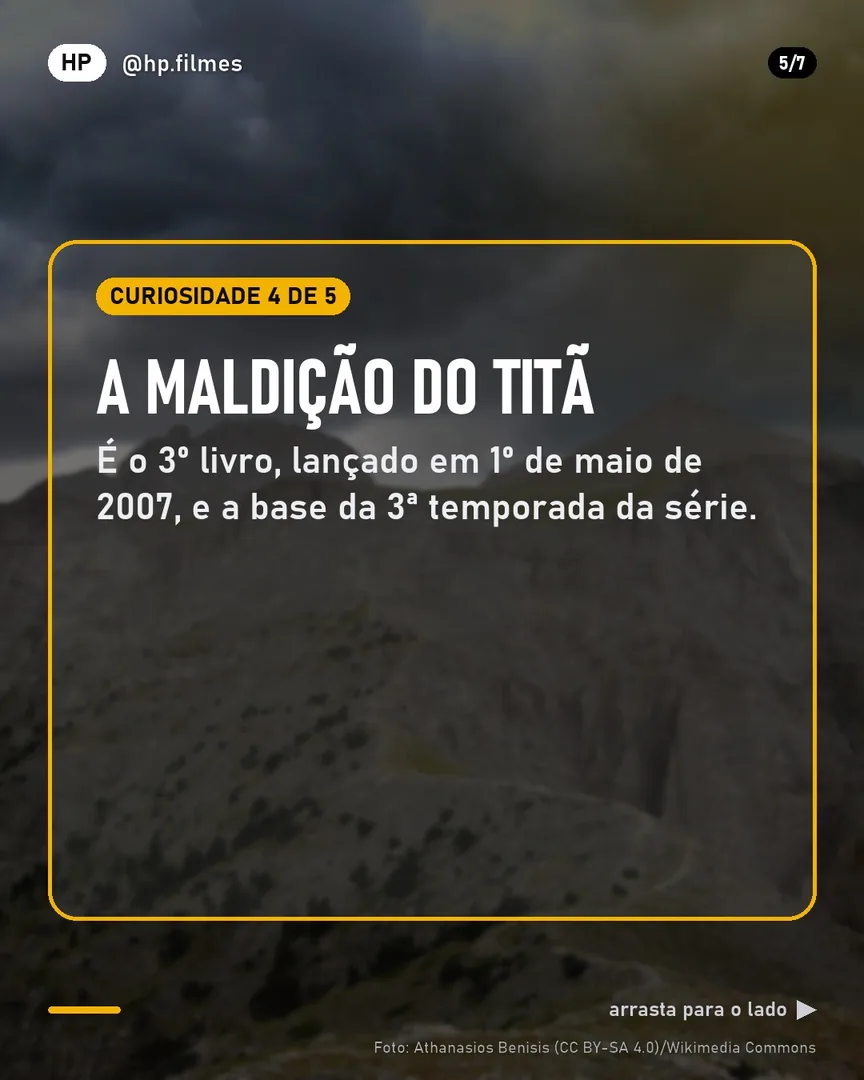 HP @hp.filmes
5/7
CURIOSIDADE 4 DE 5
A MALDIÇÃO DO TITÃ
É o 3º livro, lançado em 1º de maio de
2007, e a base da 3ª temporada da série.
arrasta para o lado ▶
Foto: Athanasios Benisis (CC BY-SA 4.0)/Wikimedia Commons